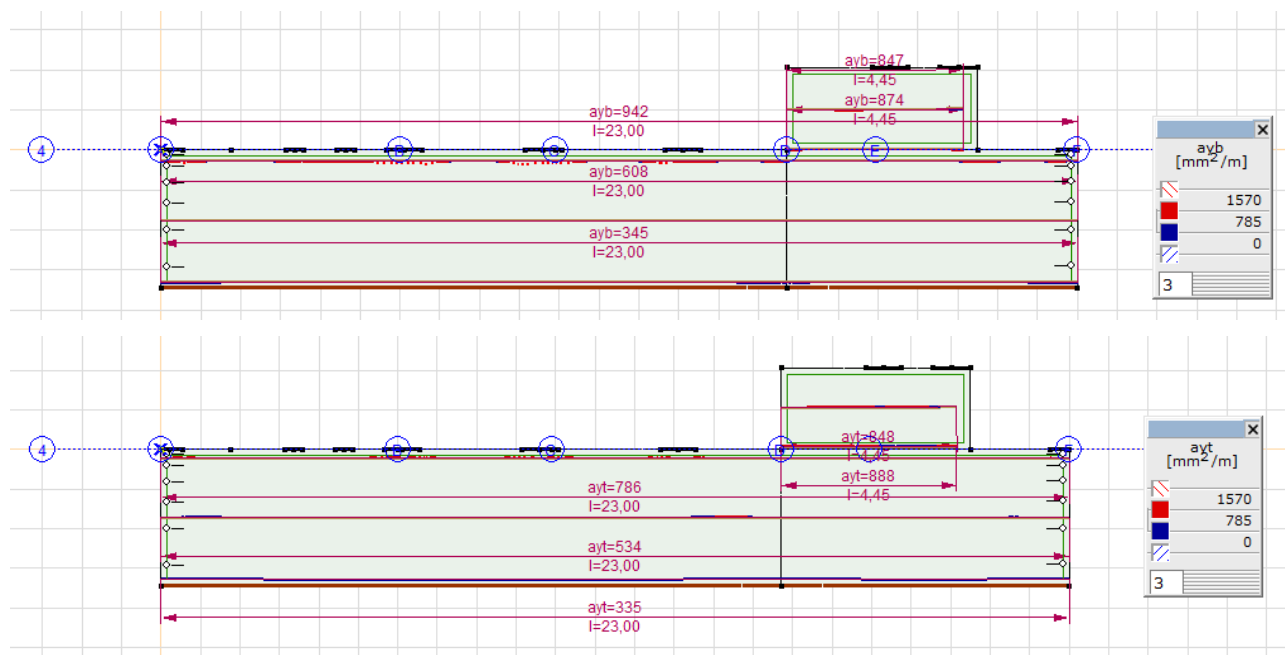 ayb=847
l=4,45
ayb=874
l=4,45
ayb=942
l=23,00
4
B
E
ayb=608
l=23,00
ayb=345
l=23,00
ayb
[mm2/m]
1570
785
0
3
4
B
ayt=848
l=4,45
ayt=888
l=4,45
ayt=786
l=23,00
ayt=534
l=23,00
ayt=335
l=23,00
ayt
[mm2/m]
1570
785
0
3